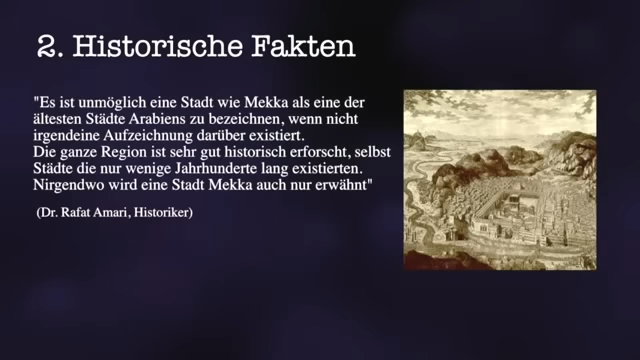 2. Historische Fakten
"Es ist unmöglich eine Stadt wie Mekka als eine der
ältesten Städte Arabiens zu bezeichnen, wenn nicht
irgendeine Aufzeichnung darüber existiert.
Die ganze Region ist sehr gut historisch erforscht, selbst
Städte die nur wenige Jahrhunderte lang existierten.
Nirgendwo wird eine Stadt Mekka auch nur erwähnt"
(Dr. Rafat Amari, Historiker)